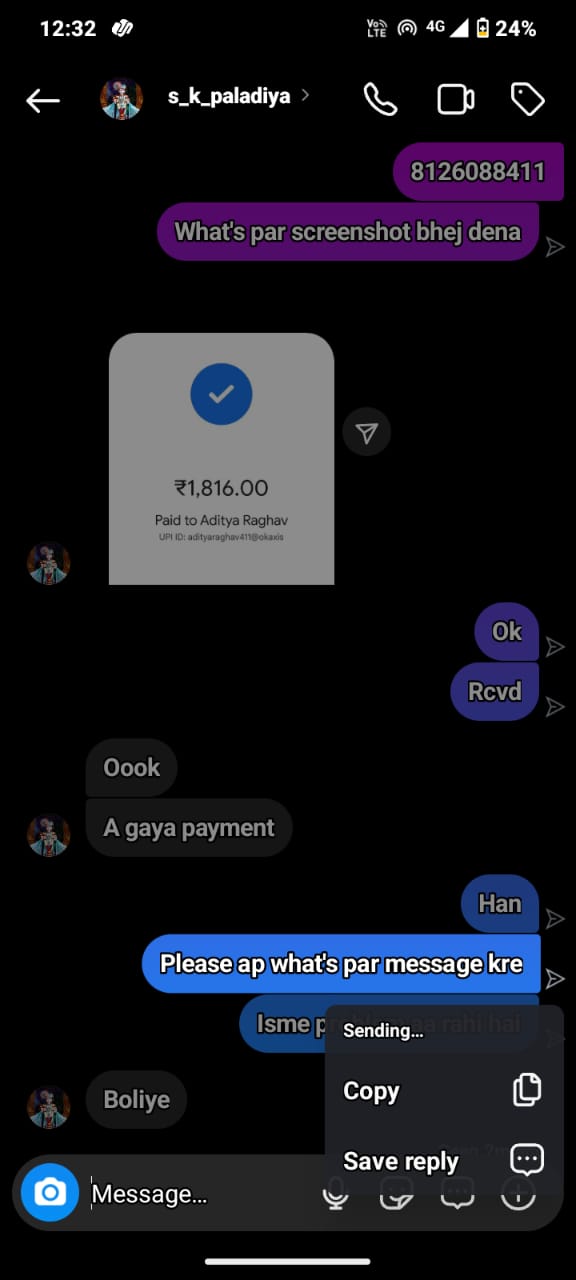 12:32
Vo)) LTE
4G
24%
s_k_paladiya
8126088411
What's par screenshot bhej dena
₹1,816.00
Paid to Aditya Raghav
UPI ID: adityaraghav411@okaxis
Ok
Rcvd
Oook
A gaya payment
Han
Please ap what's par message kre
Isme problem aa rahi hai
Sending...
Boliye
Copy
Save reply
Message...